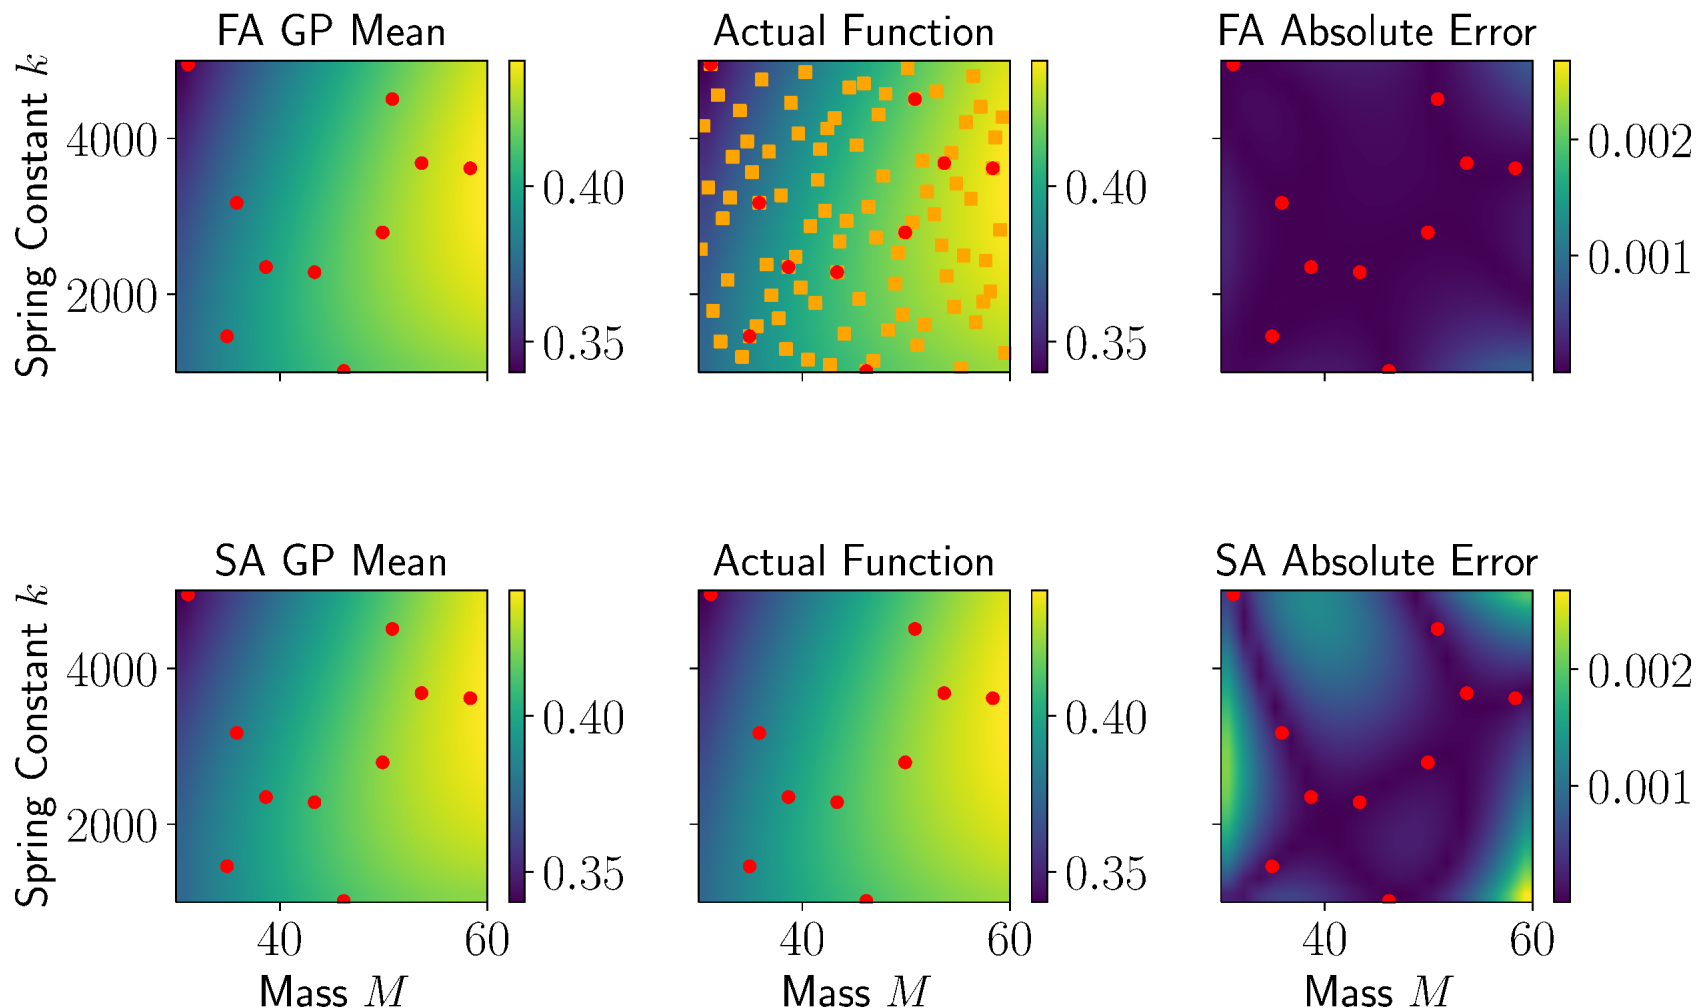 FA GP Mean
Actual Function
FA Absolute Error
Spring Constant k
4000
2000
0.40
0.35
0.40
0.35
0.002
0.001
SA GP Mean
Actual Function
SA Absolute Error
Spring Constant k
4000
2000
0.40
0.35
0.40
0.35
0.002
0.001
40
60
40
60
40
60
Mass M
Mass M
Mass M